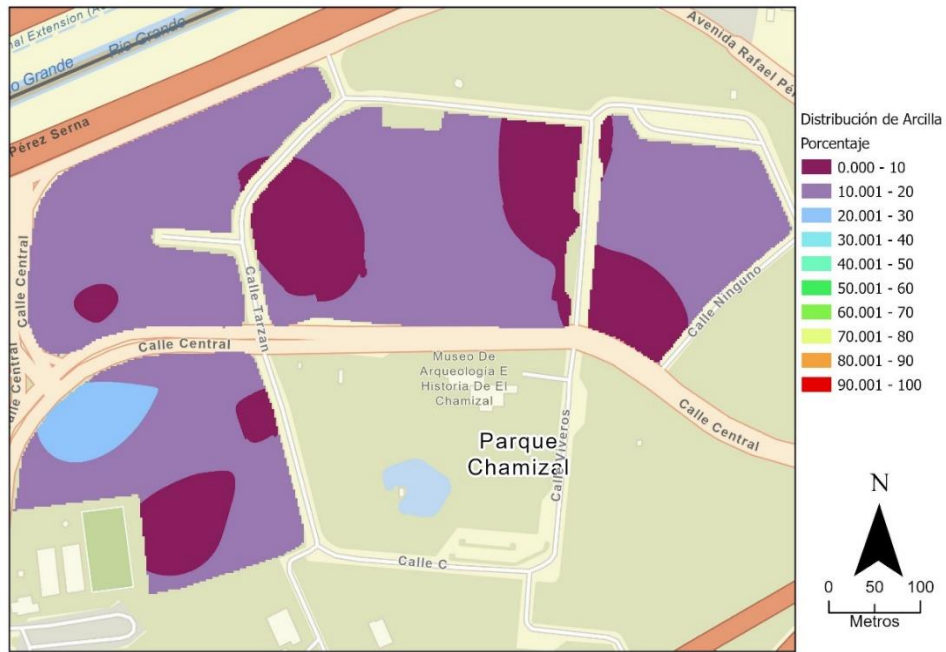 nal Extension (A
Rio Grande
o Grande
Pérez Serna
Avenida Rafael Pé
Calle Central
Calle Tarzan
Calle Central
Calle Ninguno
Calle Central
alle Central
Museo De
Arqueología E
Historia De El
Chamizal
Parque
Chamizal
Calle Viveros
Calle Central
Calle C
Distribución de Arcilla
Porcentaje
0.000 - 10
10.001 - 20
20.001 - 30
30.001 - 40
40.001 - 50
50.001 - 60
60.001 - 70
70.001 - 80
80.001 - 90
90.001 - 100
N
0 50 100
Metros